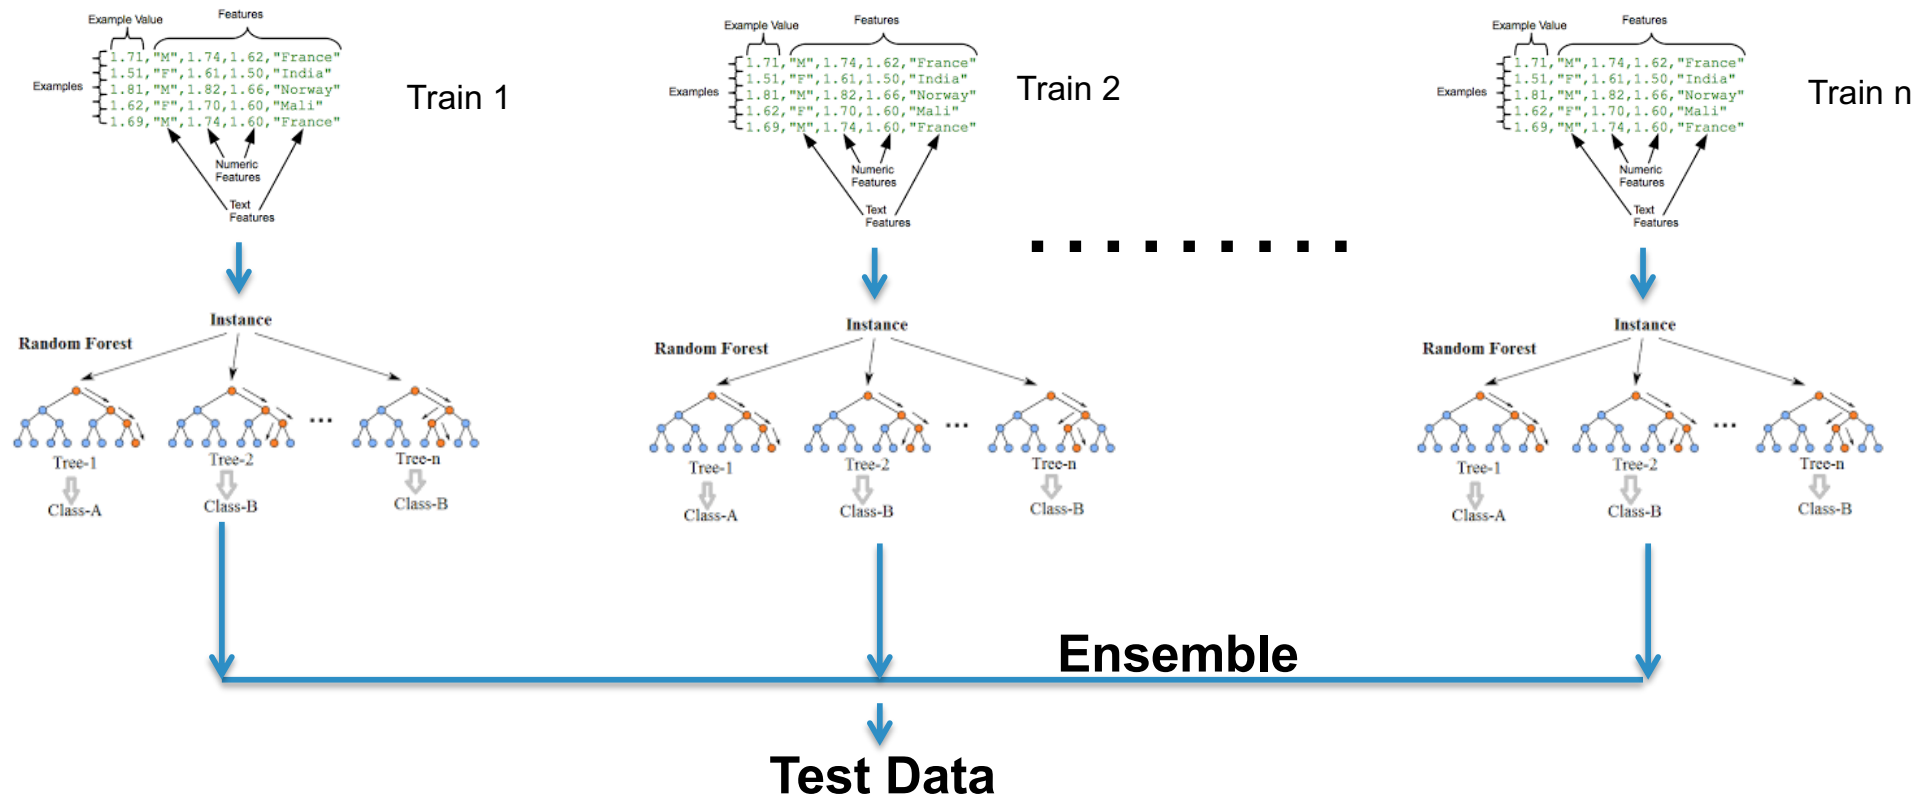 Example Value
Features
1.71,"M",1.74,1.62,"France"
1.51,"F",1.61,1.50,"India"
1.81,"M",1.82,1.66,"Norway"
1.62,"F",1.70,1.60,"Mali"
1.69,"M",1.74,1.60,"France"
Examples
Numeric
Features
Text
Features
Train 1
Example Value
Features
1.71,"M",1.74,1.62,"France"
1.51,"F",1.61,1.50,"India"
1.81,"M",1.82,1.66,"Norway"
1.62,"F",1.70,1.60,"Mali"
1.69,"M",1.74,1.60,"France"
Examples
Numeric
Features
Text
Features
Train 2
Example Value
Features
1.71,"M",1.74,1.62,"France"
1.51,"F",1.61,1.50,"India"
1.81,"M",1.82,1.66,"Norway"
1.62,"F",1.70,1.60,"Mali"
1.69,"M",1.74,1.60,"France"
Examples
Numeric
Features
Text
Features
Train n
Instance
Random Forest
...
Tree-1
Tree-2
Tree-n
Class-A
Class-B
Class-B
Instance
Random Forest
...
Tree-1
Tree-2
Tree-n
Class-A
Class-B
Class-B
Instance
Random Forest
...
Tree-1
Tree-2
Tree-n
Class-A
Class-B
Class-B
Ensemble
Test Data